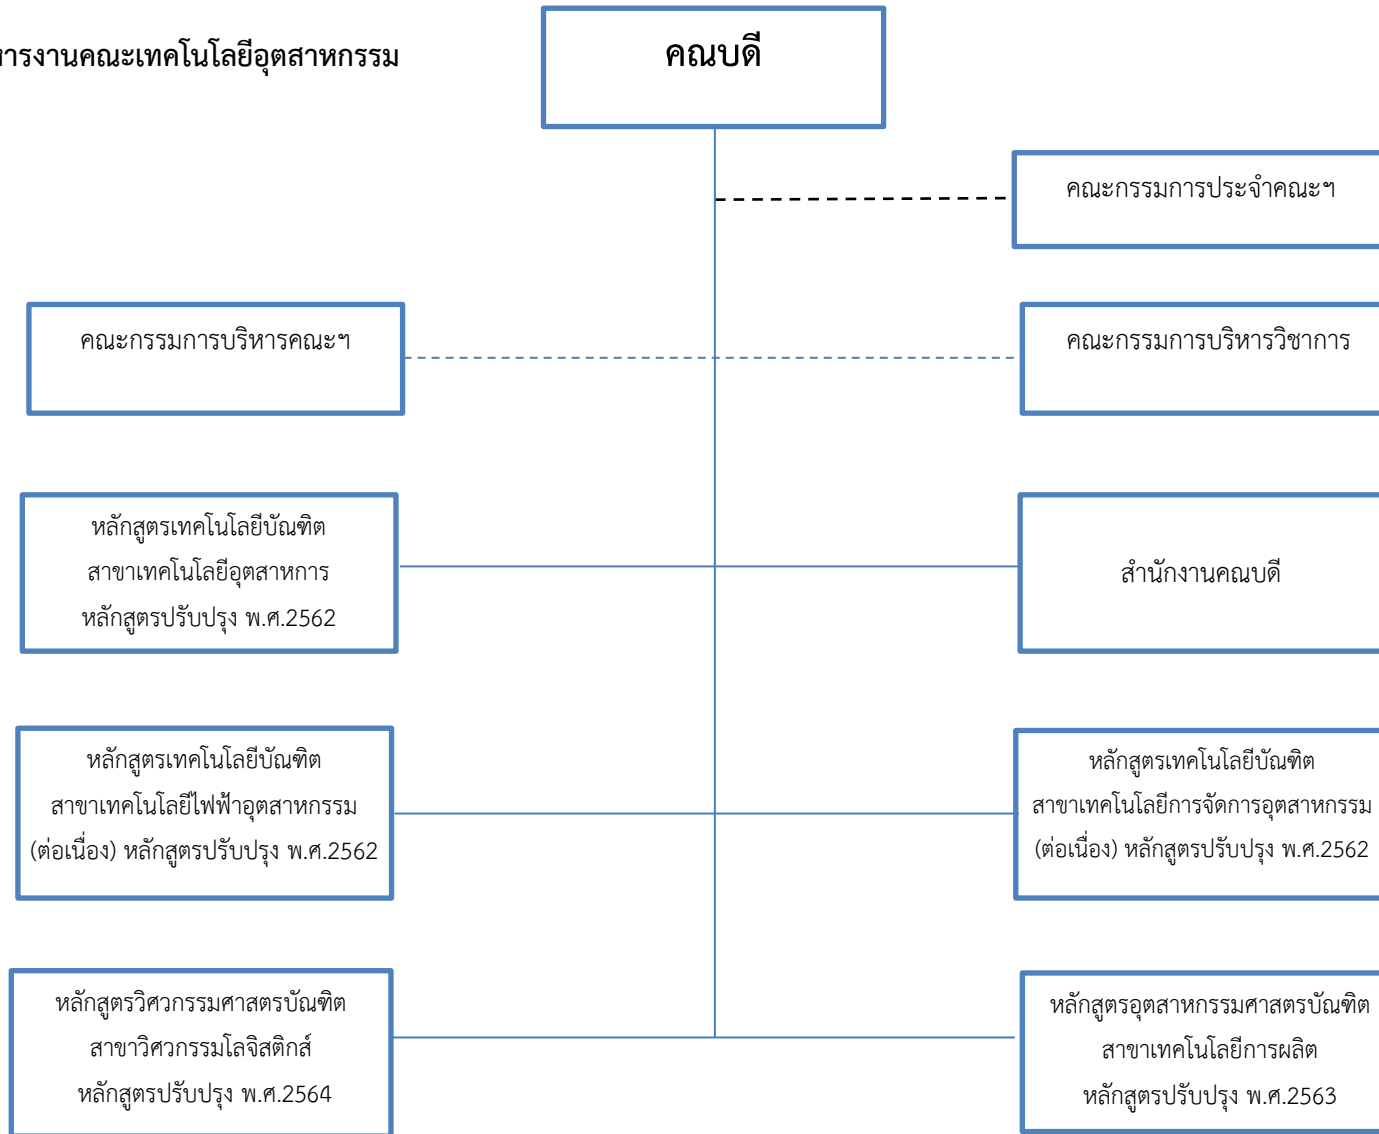 หารงานคณะเทคโนโลยีอุตสาหกรรม
คณบดี
คณะกรรมการประจำคณะฯ
คณะกรรมการบริหารคณะฯ
คณะกรรมการบริหารวิชาการ
หลักสูตรเทคโนโลยีบัณฑิต
สาขาเทคโนโลยีอุตสาหการ
หลักสูตรปรับปรุง พ.ศ.2562
สำนักงานคณบดี
หลักสูตรเทคโนโลยีบัณฑิต
สาขาเทคโนโลยีไฟฟ้าอุตสาหกรรม
(ต่อเนื่อง) หลักสูตรปรับปรุง พ.ศ.2562
หลักสูตรเทคโนโลยีบัณฑิต
สาขาเทคโนโลยีการจัดการอุตสาหกรรม
(ต่อเนื่อง) หลักสูตรปรับปรุง พ.ศ.2562
หลักสูตรวิศวกรรมศาสตรบัณฑิต
สาขาวิศวกรรมโลจิสติกส์
หลักสูตรปรับปรุง พ.ศ.2564
หลักสูตรอุตสาหกรรมศาสตรบัณฑิต
สาขาเทคโนโลยีการผลิต
หลักสูตรปรับปรุง พ.ศ.2563